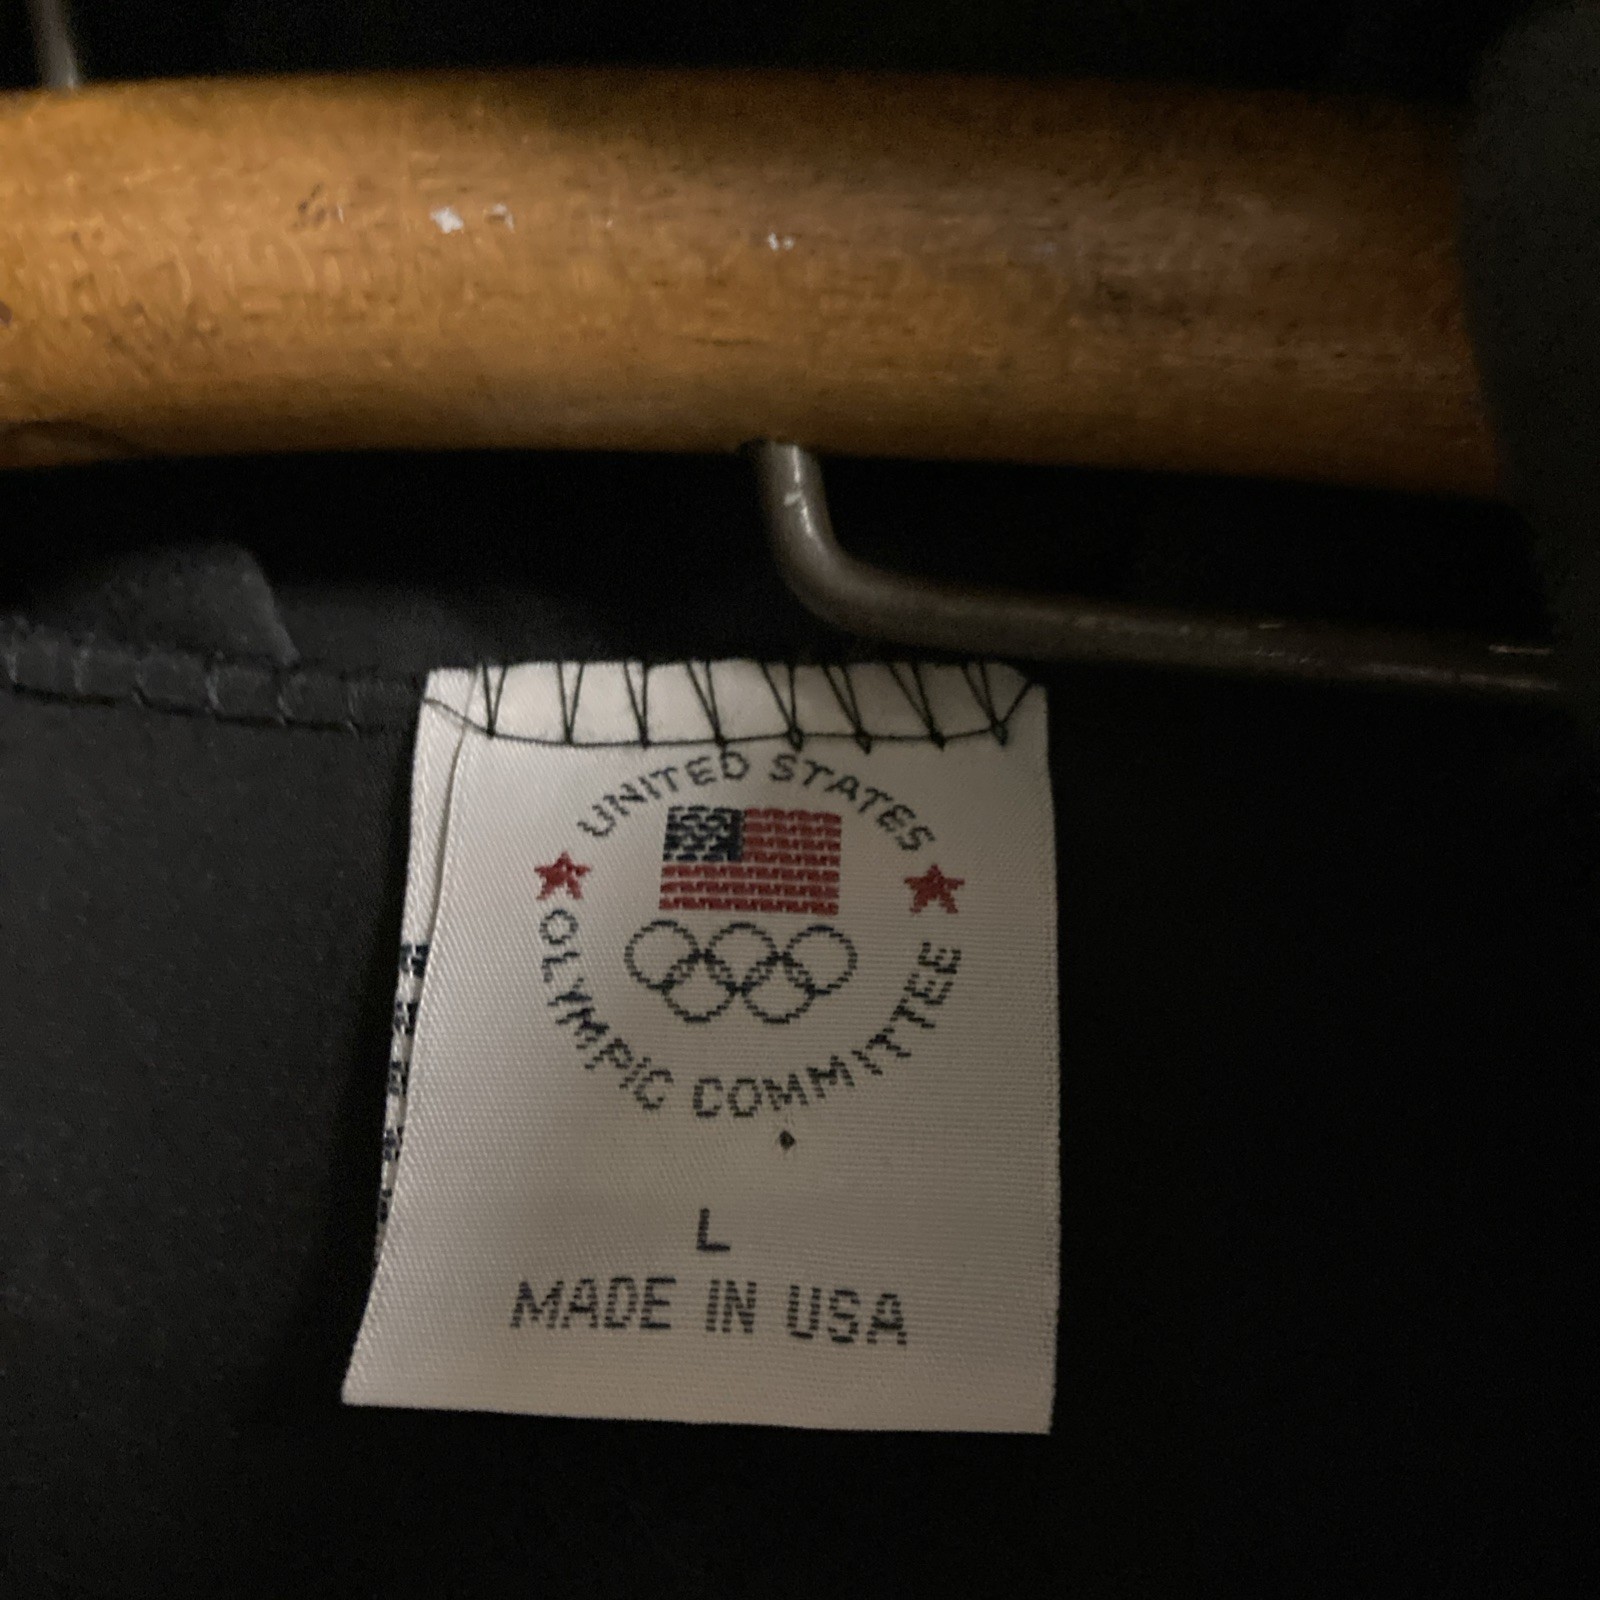 UNITED STATES
OLYMPIC COMMITTEE
L
MADE IN USA